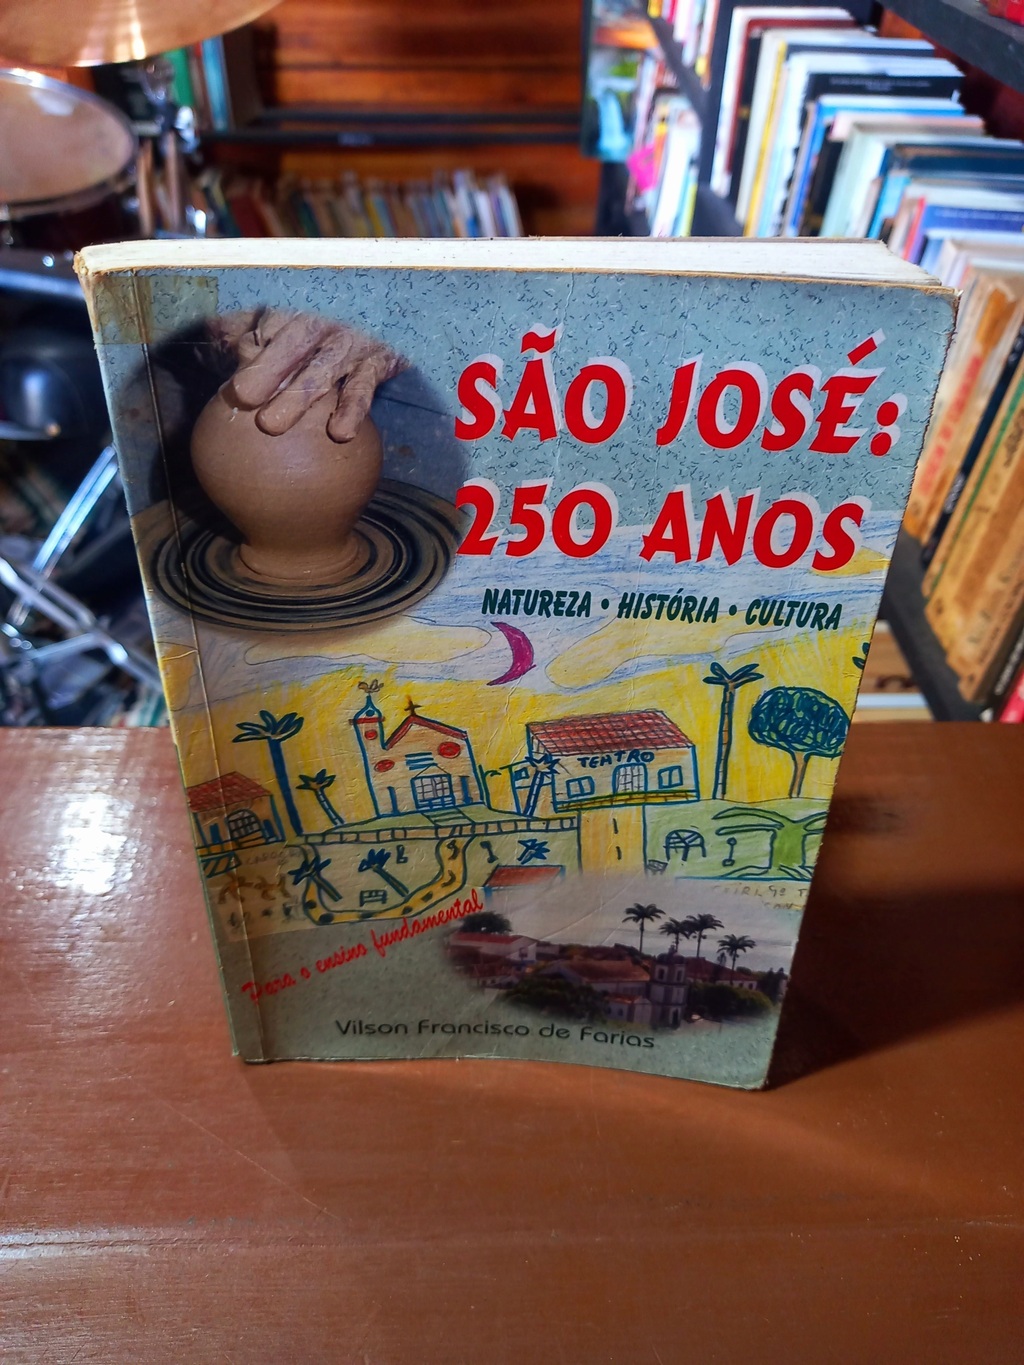 SÃO JOSÉ:
250 ANOS
NATUREZA • HISTÓRIA • CULTURA
TEATRO
Para o ensino fundamental
Vilson Francisco de Farias